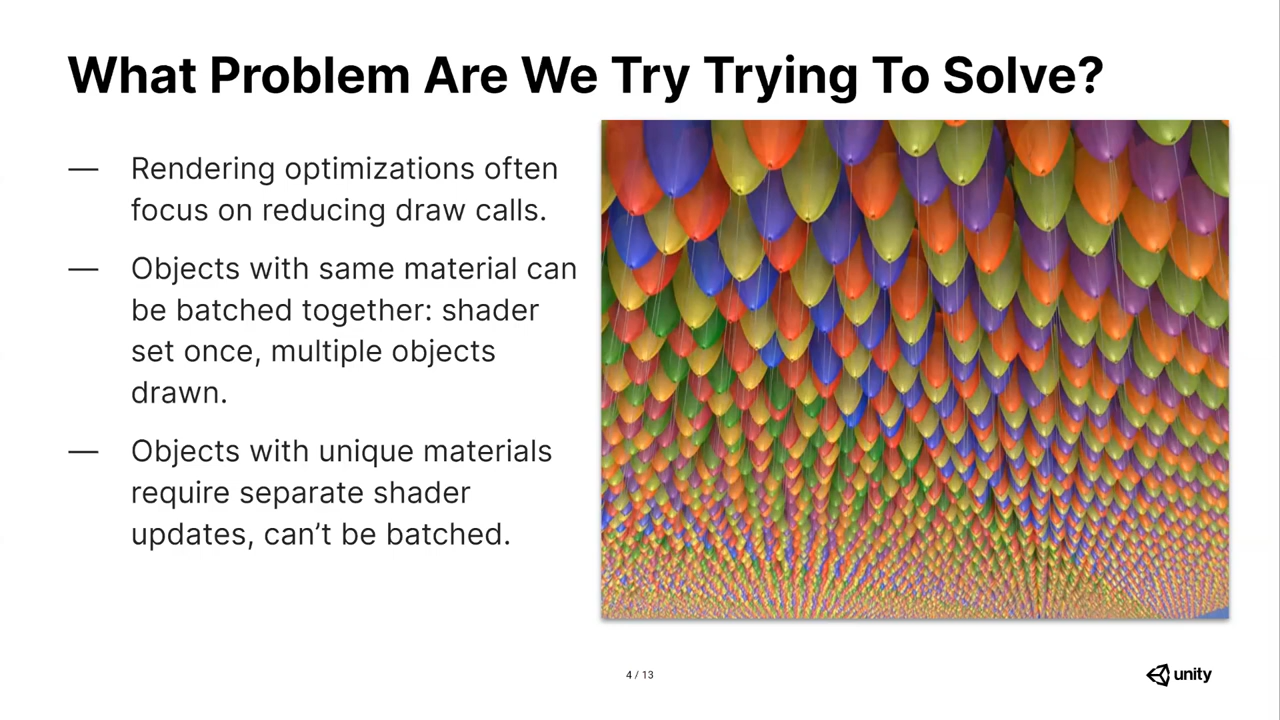 What Problem Are We Try Trying To Solve?
— Rendering optimizations often
focus on reducing draw calls.
— Objects with same material can
be batched together: shader
set once, multiple objects
drawn.
— Objects with unique materials
require separate shader
updates, can’t be batched.
4 / 13
unity